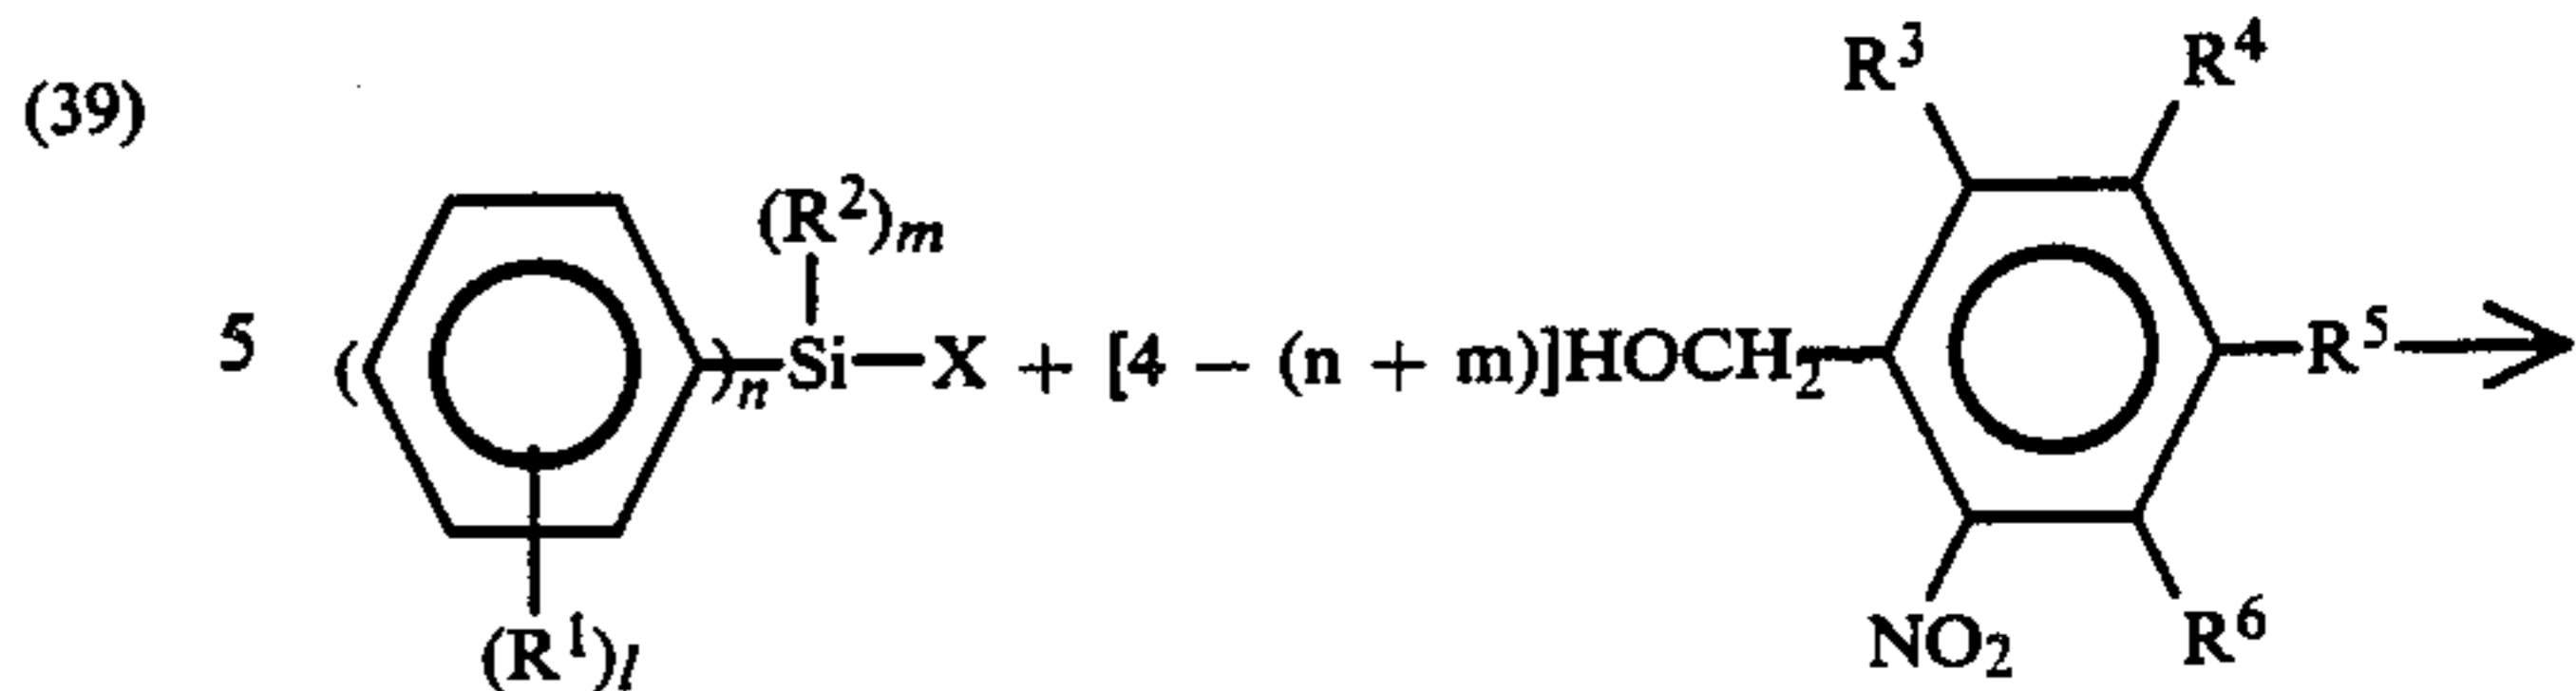 (39)
R³ R⁴
(R²)m
5 ( )n Si—X + [4 − (n + m)]HOCH₂ R⁵ →
(R¹)l
NO₂ R⁶